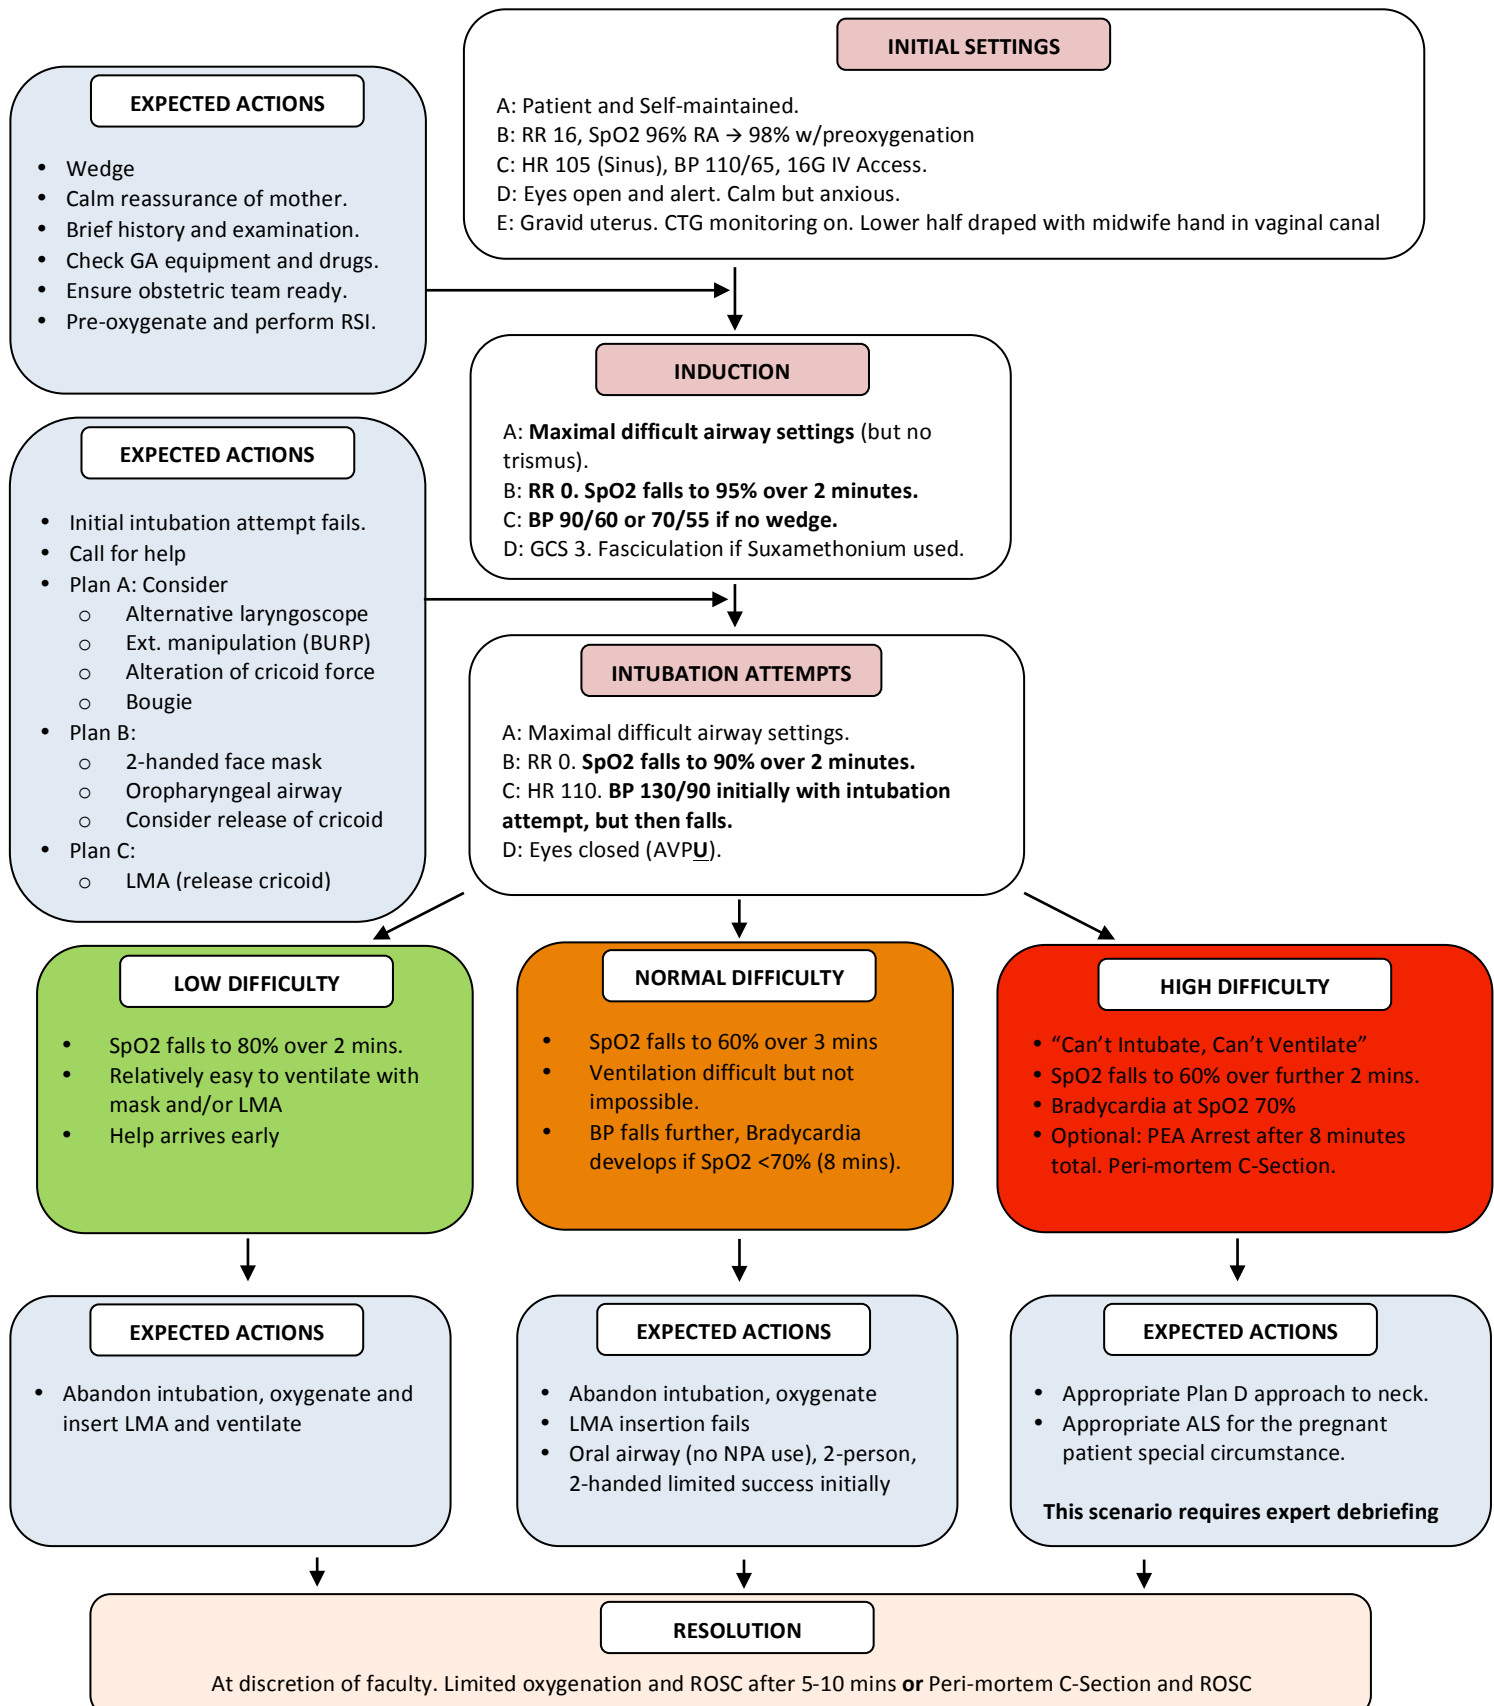 INITIAL SETTINGS
A: Patient and Self-maintained.
B: RR 16, SpO2 96% RA → 98% w/preoxygenation
C: HR 105 (Sinus), BP 110/65, 16G IV Access.
D: Eyes open and alert. Calm but anxious.
E: Gravid uterus. CTG monitoring on. Lower half draped with midwife hand in vaginal canal
EXPECTED ACTIONS
• Wedge
• Calm reassurance of mother.
• Brief history and examination.
• Check GA equipment and drugs.
• Ensure obstetric team ready.
• Pre-oxygenate and perform RSI.
INDUCTION
A: Maximal difficult airway settings (but no
trismus).
B: RR 0. SpO2 falls to 95% over 2 minutes.
C: BP 90/60 or 70/55 if no wedge.
D: GCS 3. Fasciculation if Suxamethonium used.
EXPECTED ACTIONS
• Initial intubation attempt fails.
• Call for help
• Plan A: Consider
o Alternative laryngoscope
o Ext. manipulation (BURP)
o Alteration of cricoid force
o Bougie
• Plan B:
o 2-handed face mask
o Oropharyngeal airway
o Consider release of cricoid
• Plan C:
o LMA (release cricoid)
INTUBATION ATTEMPTS
A: Maximal difficult airway settings.
B: RR 0. SpO2 falls to 90% over 2 minutes.
C: HR 110. BP 130/90 initially with intubation
attempt, but then falls.
D: Eyes closed (AVPU).
LOW DIFFICULTY
• SpO2 falls to 80% over 2 mins.
• Relatively easy to ventilate with
mask and/or LMA
• Help arrives early
NORMAL DIFFICULTY
• SpO2 falls to 60% over 3 mins
• Ventilation difficult but not
impossible.
• BP falls further, Bradycardia
develops if SpO2 <70% (8 mins).
HIGH DIFFICULTY
• “Can’t Intubate, Can’t Ventilate”
• SpO2 falls to 60% over further 2 mins.
• Bradycardia at SpO2 70%
• Optional: PEA Arrest after 8 minutes
total. Peri-mortem C-Section.
EXPECTED ACTIONS
• Abandon intubation, oxygenate and
insert LMA and ventilate
EXPECTED ACTIONS
• Abandon intubation, oxygenate
• LMA insertion fails
• Oral airway (no NPA use), 2-person,
2-handed limited success initially
EXPECTED ACTIONS
• Appropriate Plan D approach to neck.
• Appropriate ALS for the pregnant
patient special circumstance.
This scenario requires expert debriefing
RESOLUTION
At discretion of faculty. Limited oxygenation and ROSC after 5-10 mins or Peri-mortem C-Section and ROSC